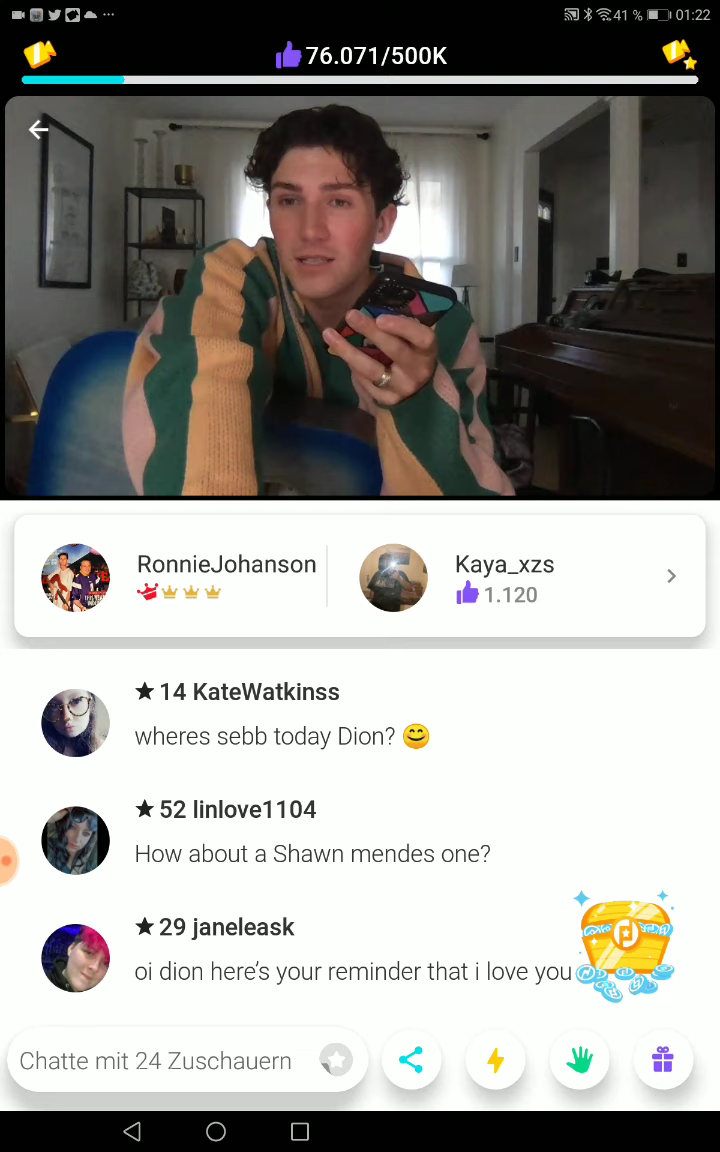 41 % 01:22
76.071/500K
RonnieJohanson
Kaya_xzs
1.120
★ 14 KateWatkinss
wheres sebb today Dion? 😊
★ 52 linlove1104
How about a Shawn mendes one?
★ 29 janeleask
oi dion here’s your reminder that i love you
Chatte mit 24 Zuschauern